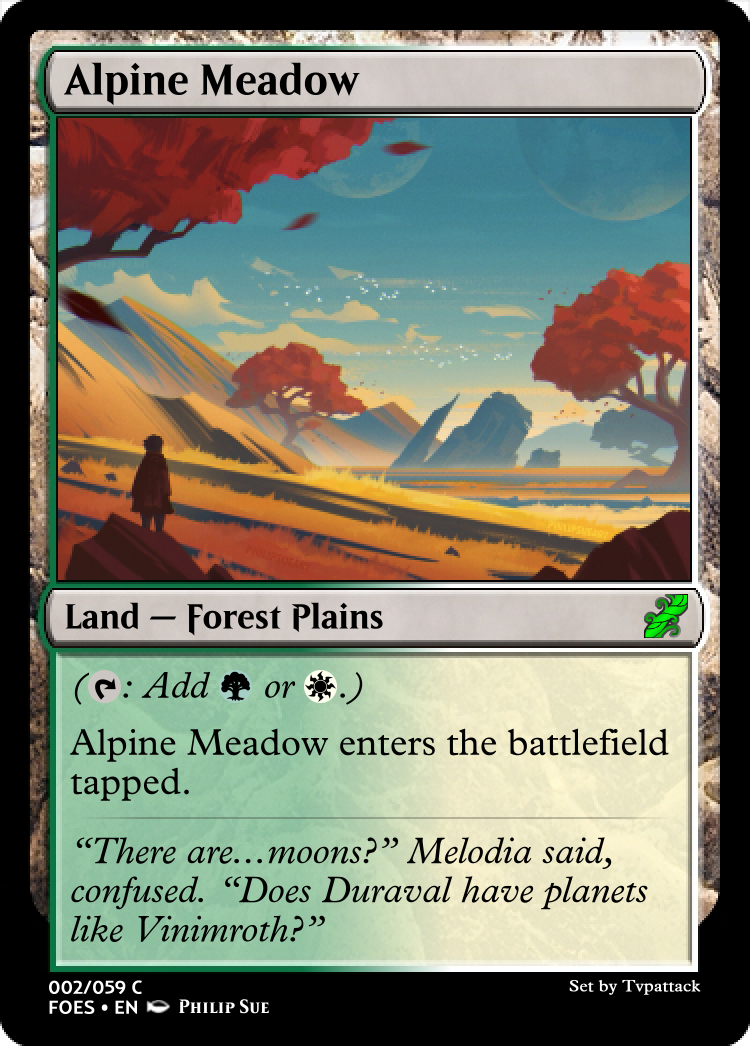 Alpine Meadow
Land — Forest Plains
(: Add or .)
Alpine Meadow enters the battlefield
tapped.
“There are…moons?” Melodia said,
confused. “Does Duraval have planets
like Vinimroth?”
002/059 C
Set by Tvpattack
FOES • EN Philip Sue